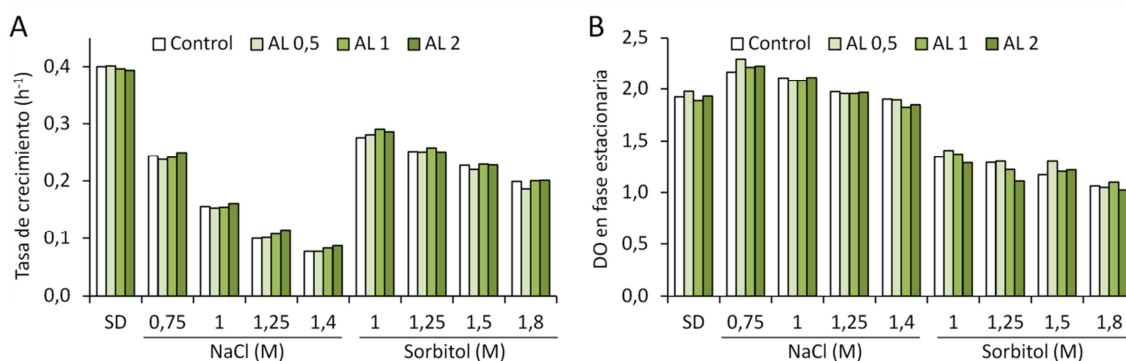 A
Control AL 0,5 AL 1 AL 2
Tasa de crecimiento (h-1)
0,4
0,3
0,2
0,1
0,0
SD 0,75 1 1,25 1,4 1 1,25 1,5 1,8
NaCl (M) Sorbitol (M)
B
Control AL 0,5 AL 1 AL 2
DO en fase estacionaria
2,5
2,0
1,5
1,0
0,5
0,0
SD 0,75 1 1,25 1,4 1 1,25 1,5 1,8
NaCl (M) Sorbitol (M)